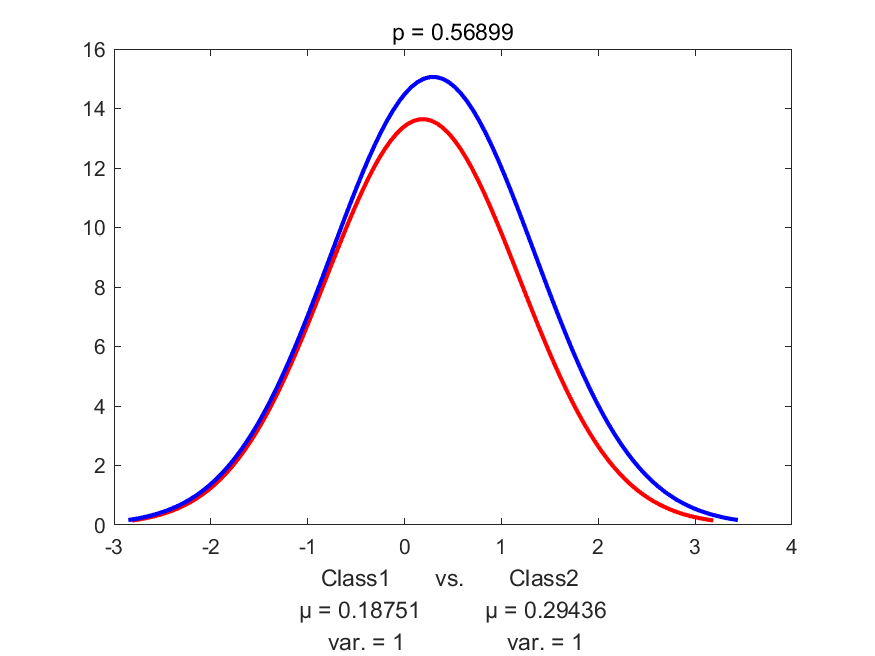 p = 0.56899
16
14
12
10
8
6
4
2
0
-3 -2 -1 0 1 2 3 4
Class1 vs. Class2
μ = 0.18751 μ = 0.29436
var. = 1 var. = 1